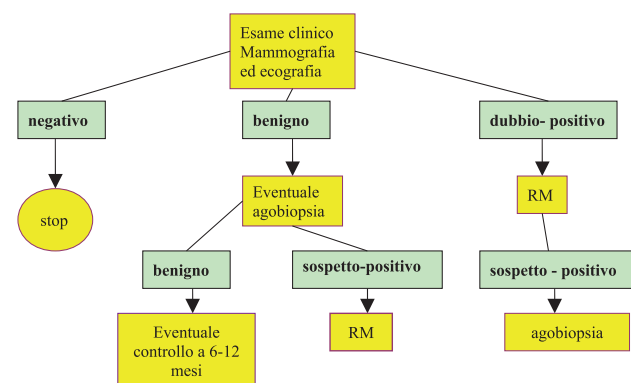 Esame clinico
Mammografia
ed ecografia
negativo
benigno
dubbio- positivo
stop
Eventuale
agobiopsia
RM
benigno
sospetto-positivo
sospetto - positivo
Eventuale
controllo a 6-12
mesi
RM
agobiopsia